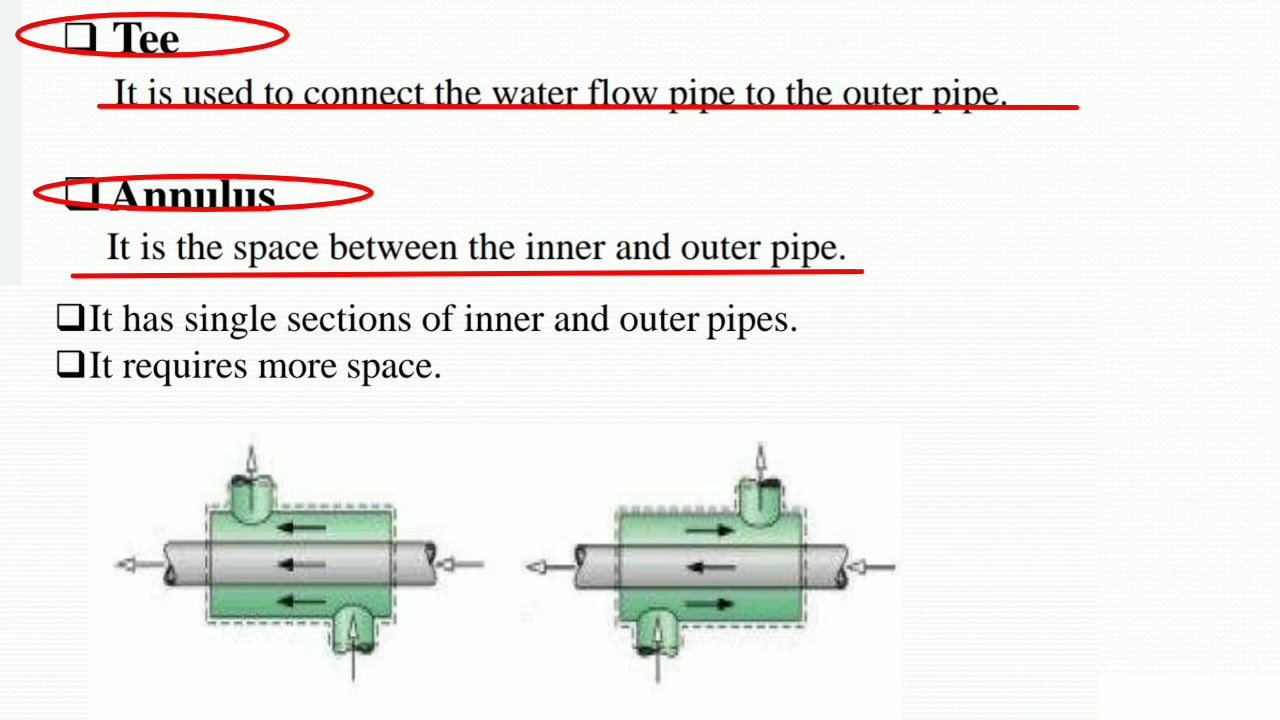 ❑ Tee
It is used to connect the water flow pipe to the outer pipe.
❑ Annulus
It is the space between the inner and outer pipe.
❑It has single sections of inner and outer pipes.
❑It requires more space.